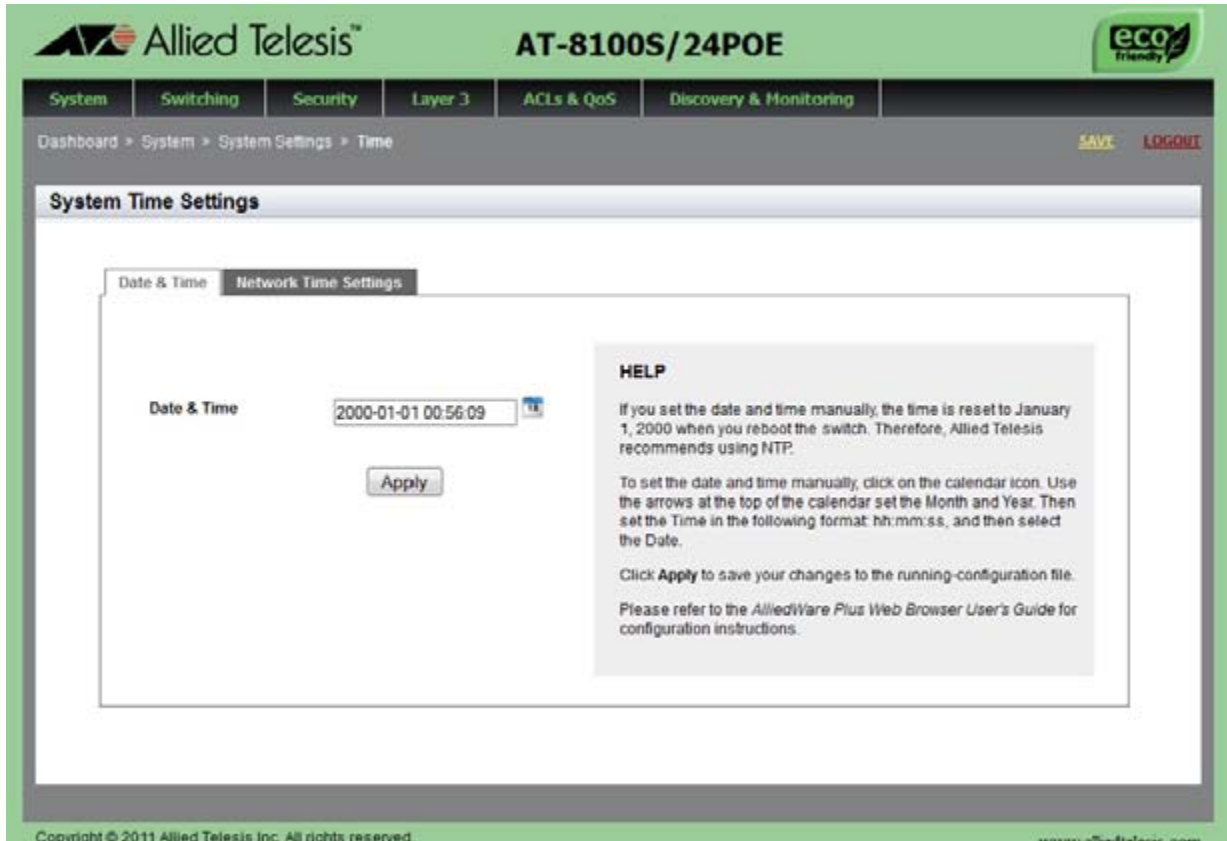 Allied Telesis™
AT-8100S/24POE
eco
friendly
System Switching Security Layer 3 ACLs & QoS Discovery & Monitoring
Dashboard > System > System Settings > Time
SAVE LOGOUT
System Time Settings
Date & Time Network Time Settings
Date & Time
2000-01-01 00:56:09
Apply
HELP
If you set the date and time manually, the time is reset to January
1, 2000 when you reboot the switch. Therefore, Allied Telesis
recommends using NTP.
To set the date and time manually, click on the calendar icon. Use
the arrows at the top of the calendar set the Month and Year. Then
set the Time in the following format: hh:mm:ss, and then select
the Date.
Click Apply to save your changes to the running-configuration file.
Please refer to the AlliedWare Plus Web Browser User's Guide for
configuration instructions.
Copyright © 2011 Allied Telesis Inc. All rights reserved.
www.alliedtelesis.com